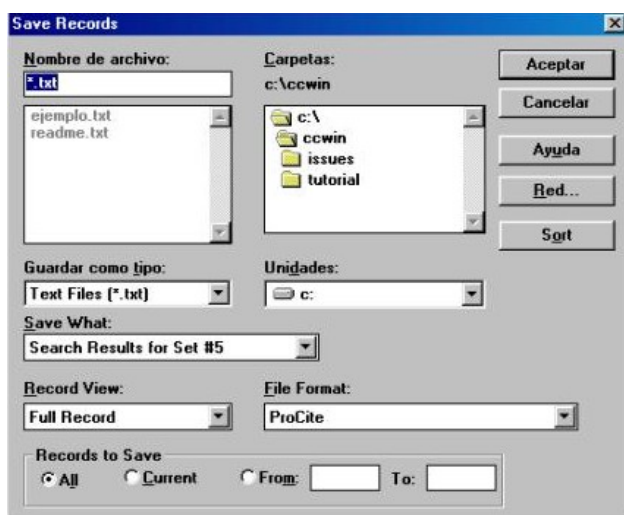 Save Records
Nombre de archivo:
*.txt
ejemplo.txt
readme.txt
Carpetas:
c:\ccwin
c:\
ccwin
issues
tutorial
Aceptar
Cancelar
Ayuda
Red...
Sort
Guardar como tipo:
Text Files (*.txt)
Unidades:
c:
Save What:
Search Results for Set #5
Record View:
Full Record
File Format:
ProCite
Records to Save
All Current From: To: